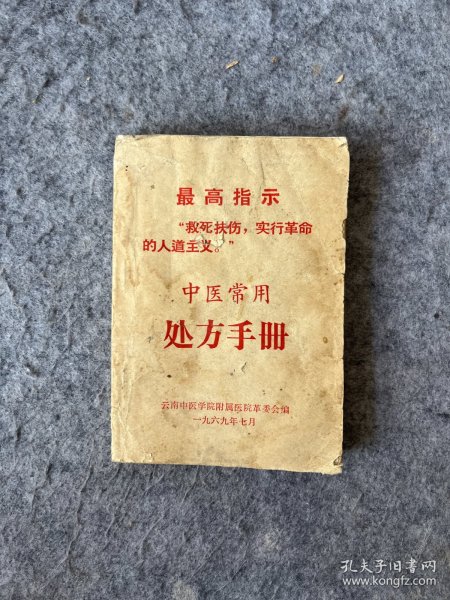 最高指示
“救死扶伤，实行革命
的人道主义。”
中医常用
处方手册
云南中医学院附属医院革委会编
一九六九年七月
孔夫子旧书网
www.kongfz.com